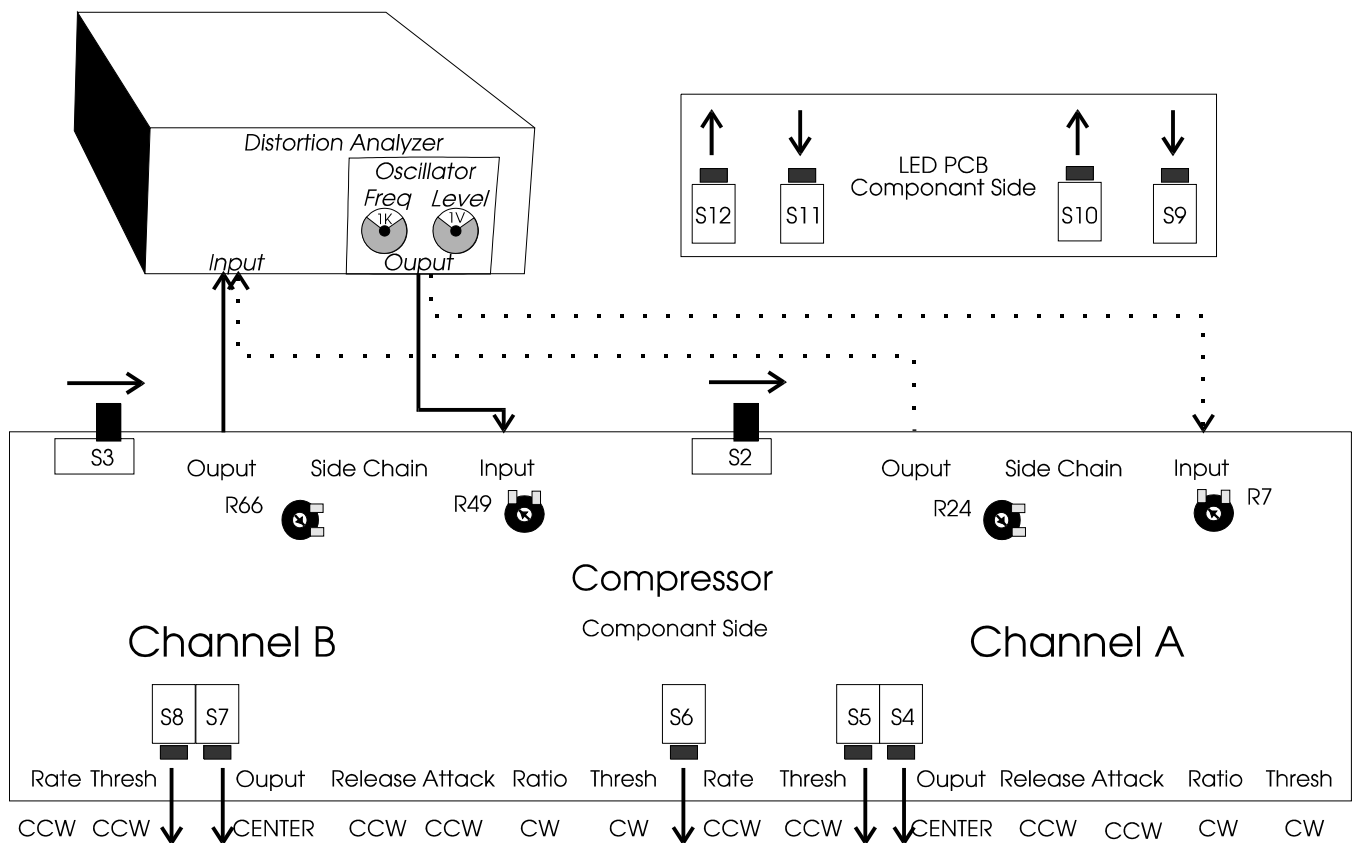 Distortion Analyzer
Oscillator
Freq Level
1K 1V
Input Ouput
LED PCB
Componant Side
S12 S11 S10 S9
S3 S2
Ouput Side Chain Input Ouput Side Chain Input
R66 R49 R24 R7
Compressor
Componant Side
Channel B Channel A
S8 S7 S6 S5 S4
Rate Thresh Ouput Release Attack Ratio Thresh Rate Thresh Ouput Release Attack Ratio Thresh
CCW CCW CENTER CCW CCW CW CW CCW CCW CENTER CCW CCW CW CW